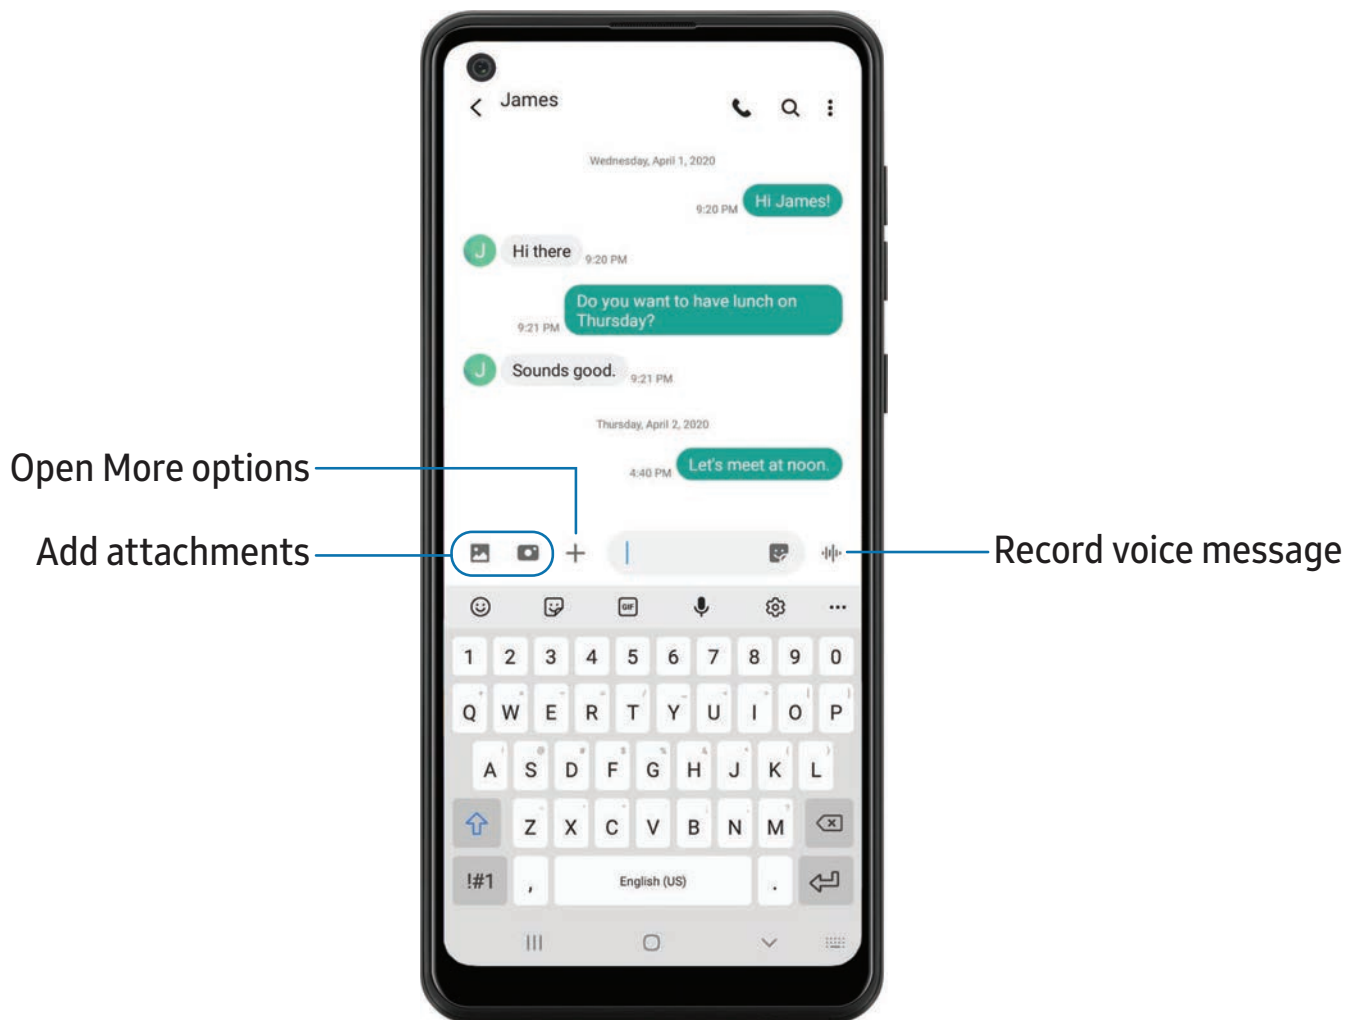 James
Wednesday, April 1, 2020
9:20 PM Hi James!
J Hi there 9:20 PM
Do you want to have lunch on
9:21 PM Thursday?
J Sounds good. 9:21 PM
Thursday, April 2, 2020
Open More options
4:40 PM Let's meet at noon.
Add attachments
Record voice message
GIF
1 2 3 4 5 6 7 8 9 0
Q W E R T Y U I O P
A S D F G H J K L
Z X C V B N M
!#1 , English (US) .